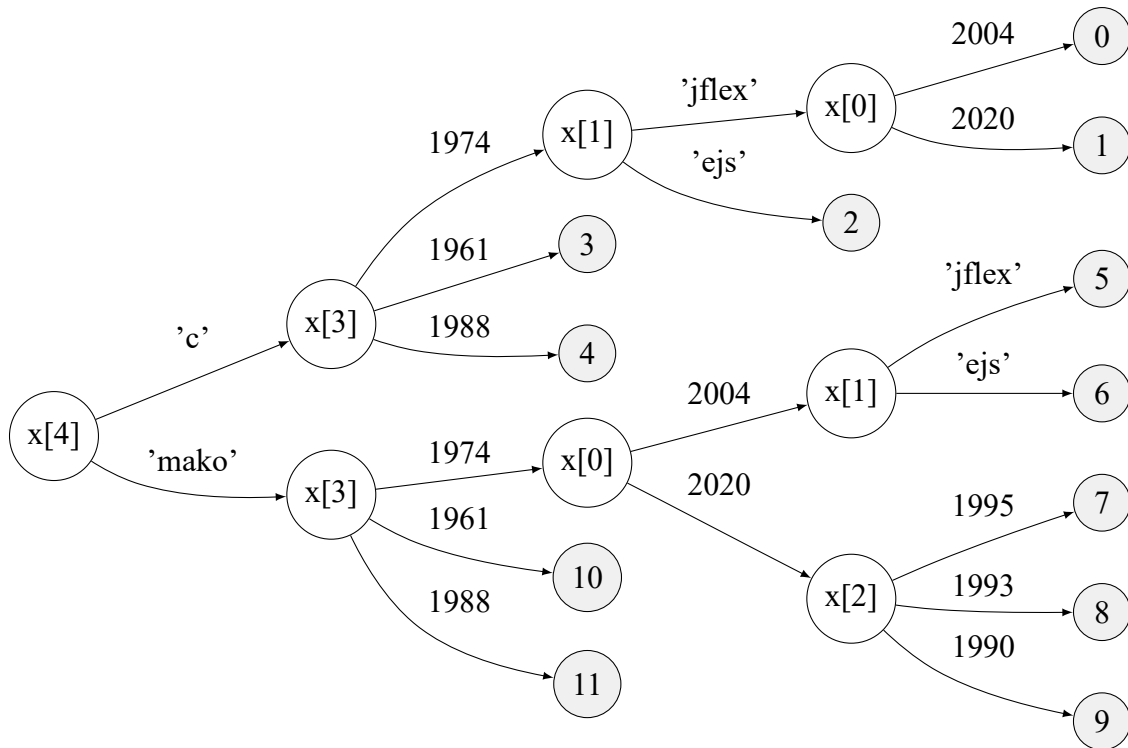 2004
0
’jflex’
x[0]
2020
1974
x[1]
1
’ejs’
2
1961
3
’jflex’
5
x[3]
1988
’c’
4
’ejs’
2004
x[1]
6
x[4]
’mako’
1974
x[0]
2020
x[3]
1961
1995
7
10
1993
x[2]
8
1988
1990
11
9